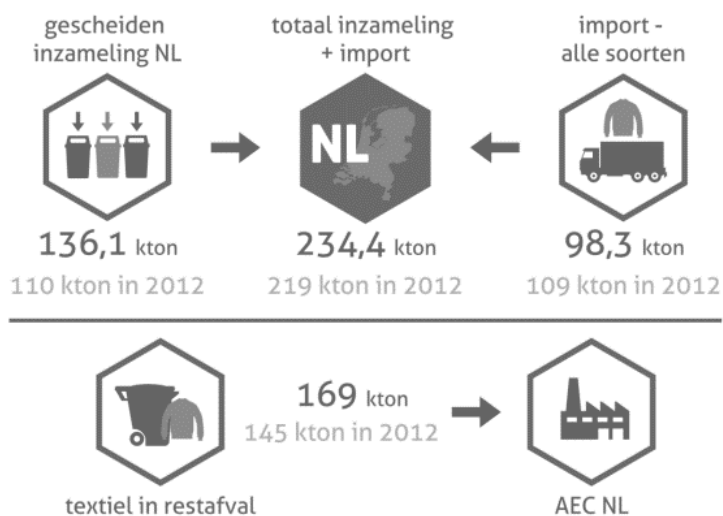 gescheiden
inzameling NL
totaal inzameling
+ import
import -
alle soorten
NL
136,1 kton
110 kton in 2012
234,4 kton
219 kton in 2012
98,3 kton
109 kton in 2012
169 kton
145 kton in 2012
textiel in restafval
AEC NL